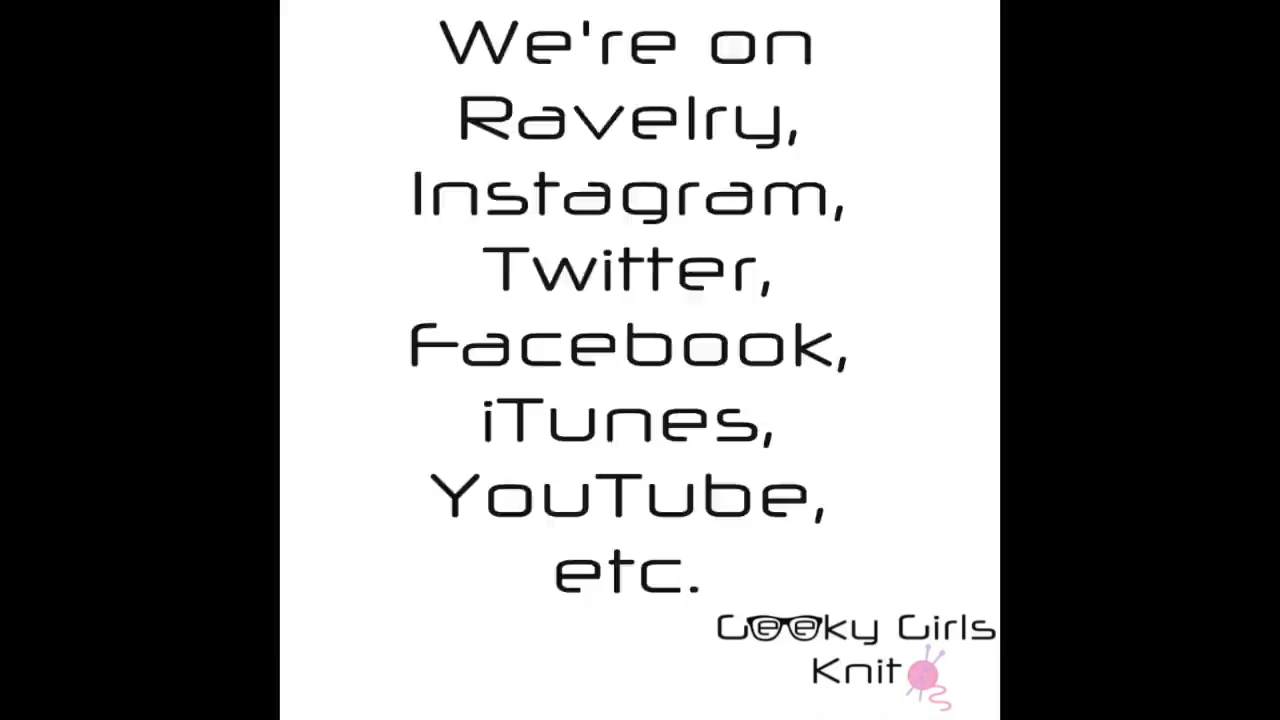 We're on
Ravelry,
Instagram,
Twitter,
Facebook,
iTunes,
YouTube,
etc.
Geeky Girls
Knit